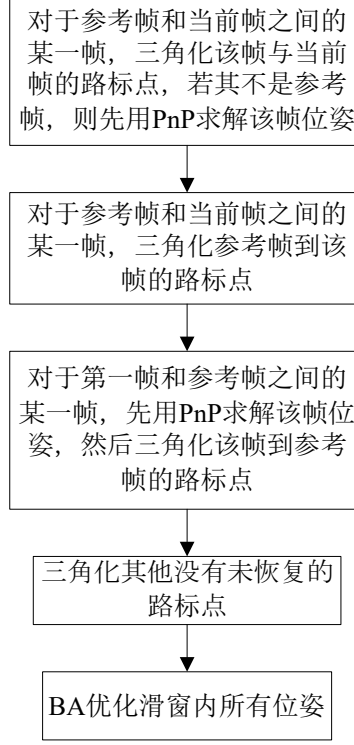 对于参考帧和当前帧之间的
某一帧，三角化该帧与当前
帧的路标点，若其不是参考
帧，则先用PnP求解该帧位姿
对于参考帧和当前帧之间的
某一帧，三角化参考帧到该
帧的路标点
对于第一帧和参考帧之间的
某一帧，先用PnP求解该帧位
姿，然后三角化该帧到参考
帧的路标点
三角化其他没有未恢复的
路标点
BA优化滑窗内所有位姿